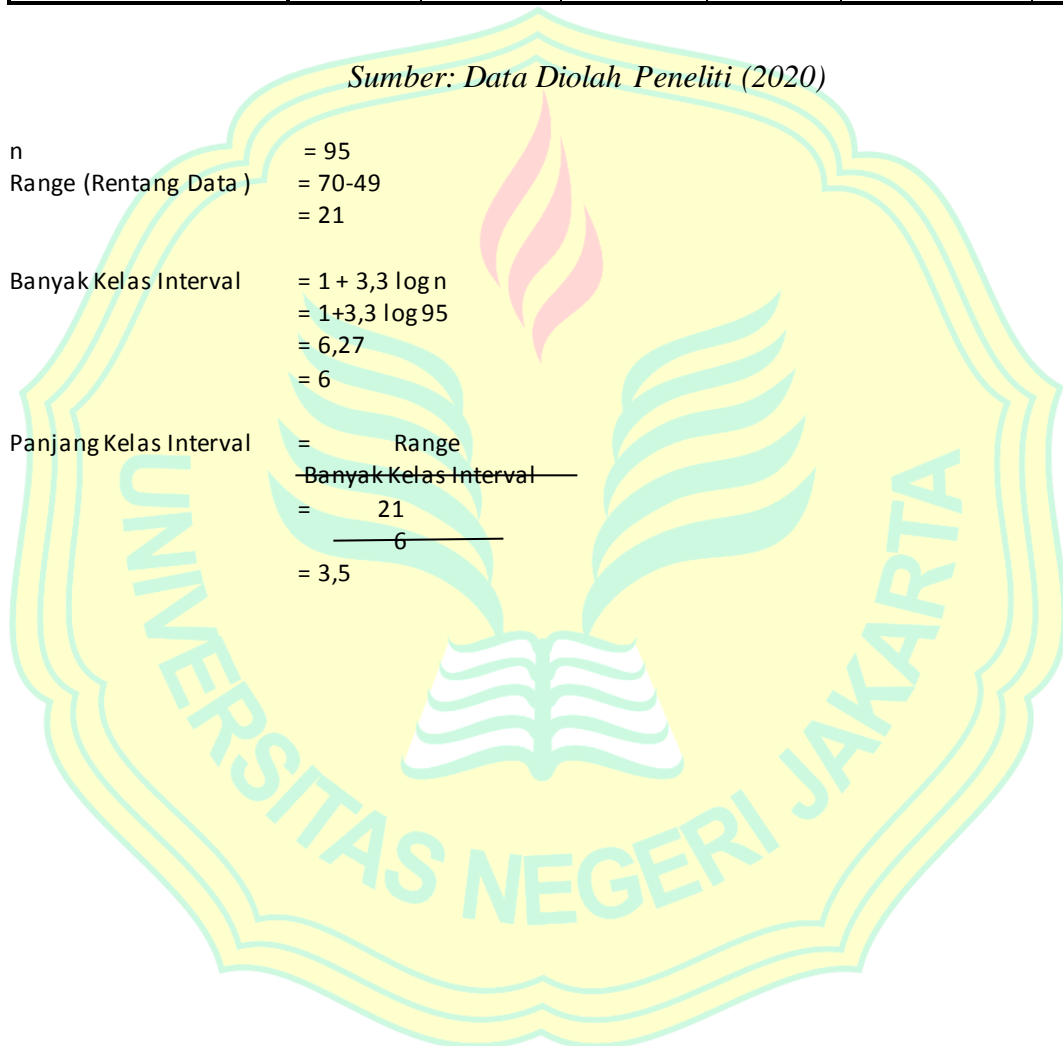 Sumber: Data Diolah Peneliti (2020)
n = 95
Range (Rentang Data) = 70-49
= 21
Banyak Kelas Interval = 1 + 3,3 log n
= 1+3,3 log 95
= 6,27
= 6
Panjang Kelas Interval = Range
Banyak Kelas Interval
= 21
6
= 3,5
UNIVERSITAS NEGERI JAKARTA